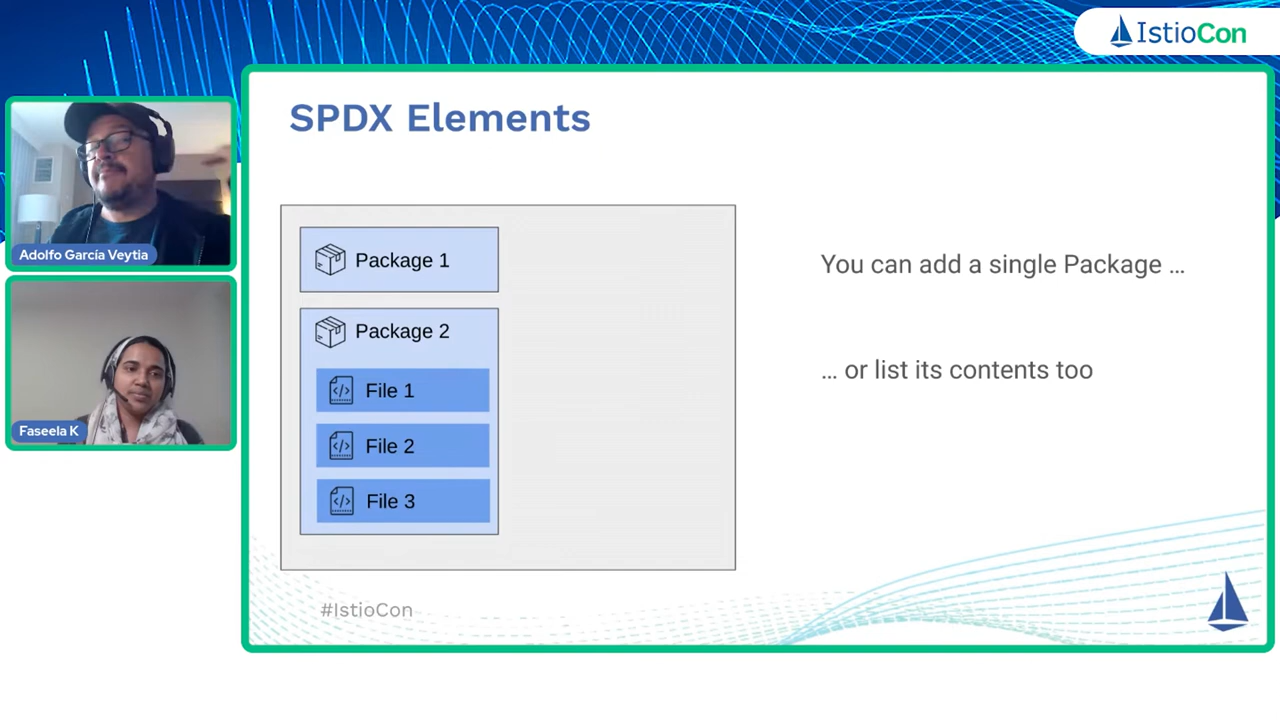 IstioCon
SPDX Elements
Adolfo García Veytia
Faseela K
Package 1
Package 2
File 1
File 2
File 3
You can add a single Package ...
... or list its contents too
#IstioCon